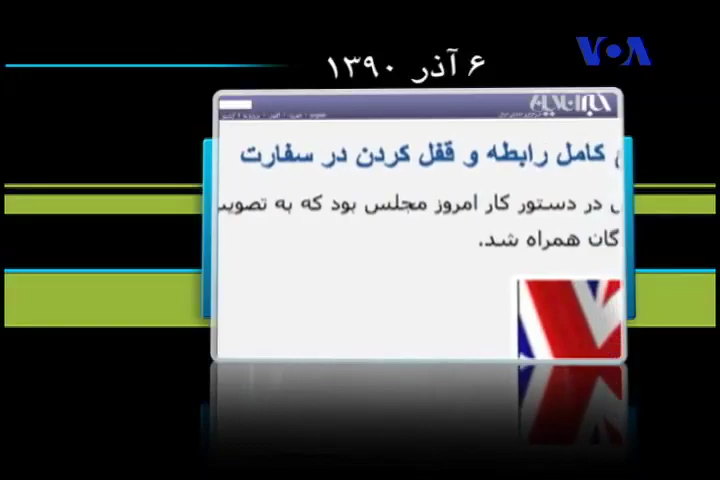 VOA
۶ آذر ۱۳۹۰
خبرآنلاین
کامل رابطه و قفل کردن در سفارت
در دستور کار امروز مجلس بود که به تصویب
گان همراه شد.